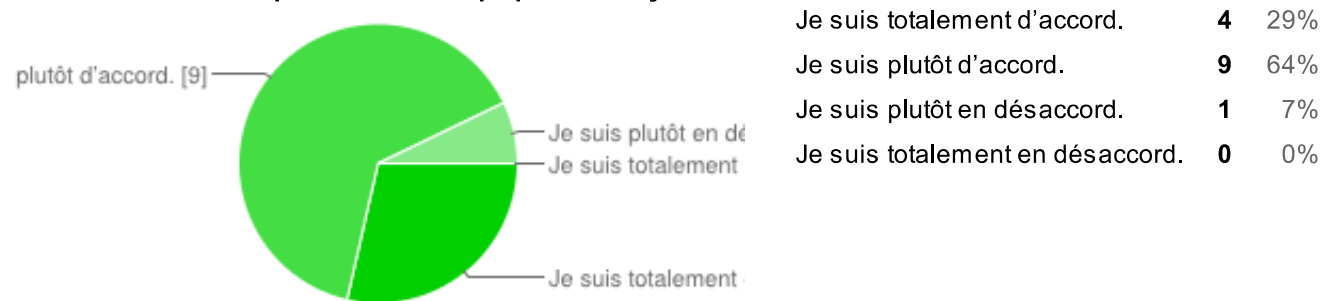 plutôt d'accord. [9]
Je suis plutôt en dé
Je suis totalement
Je suis totalement
Je suis totalement d'accord. 4 29%
Je suis plutôt d'accord. 9 64%
Je suis plutôt en désaccord. 1 7%
Je suis totalement en désaccord. 0 0%